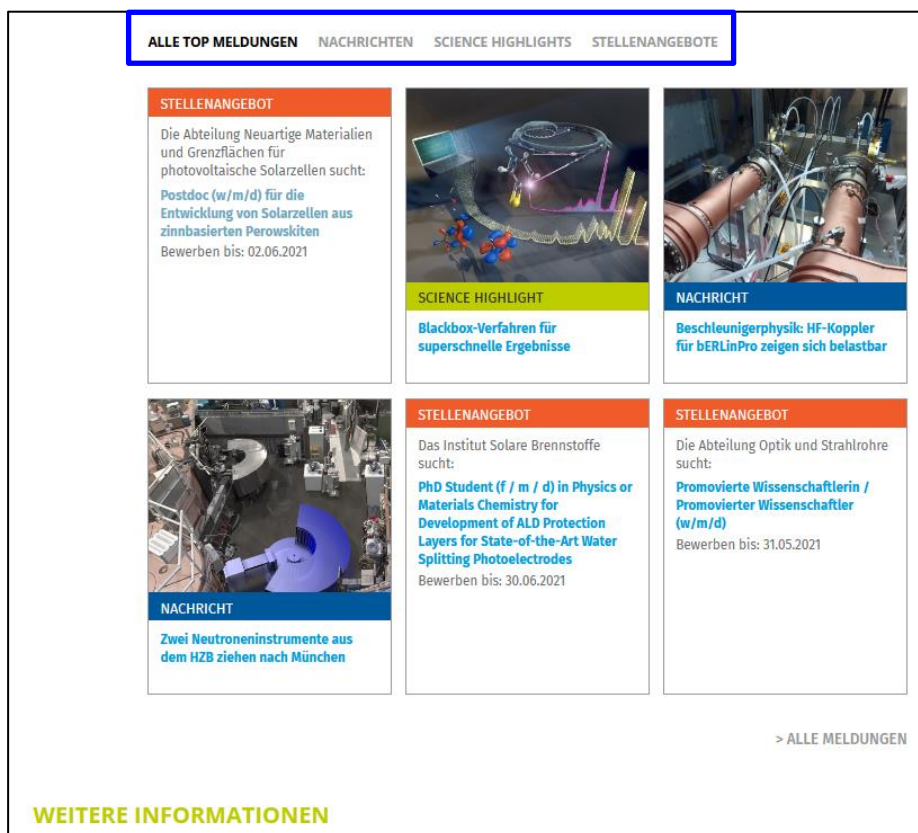 ALLE TOP MELDUNGEN NACHRICHTEN SCIENCE HIGHLIGHTS STELLENANGEBOTE
STELLENANGEBOT
Die Abteilung Neuartige Materialien
und Grenzflächen für
photovoltaische Solarzellen sucht:
Postdoc (w/m/d) für die
Entwicklung von Solarzellen aus
zinnbasierten Perowskiten
Bewerben bis: 02.06.2021
SCIENCE HIGHLIGHT
Blackbox-Verfahren für
superschnelle Ergebnisse
NACHRICHT
Beschleunigerphysik: HF-Koppler
für bERLinPro zeigen sich belastbar
NACHRICHT
Zwei Neutroneninstrumente aus
dem HZB ziehen nach München
STELLENANGEBOT
Das Institut Solare Brennstoffe
sucht:
PhD Student (f / m / d) in Physics or
Materials Chemistry for
Development of ALD Protection
Layers for State-of-the-Art Water
Splitting Photoelectrodes
Bewerben bis: 30.06.2021
STELLENANGEBOT
Die Abteilung Optik und Strahlrohre
sucht:
Promovierte Wissenschaftlerin /
Promovierter Wissenschaftler
(w/m/d)
Bewerben bis: 31.05.2021
> ALLE MELDUNGEN
WEITERE INFORMATIONEN